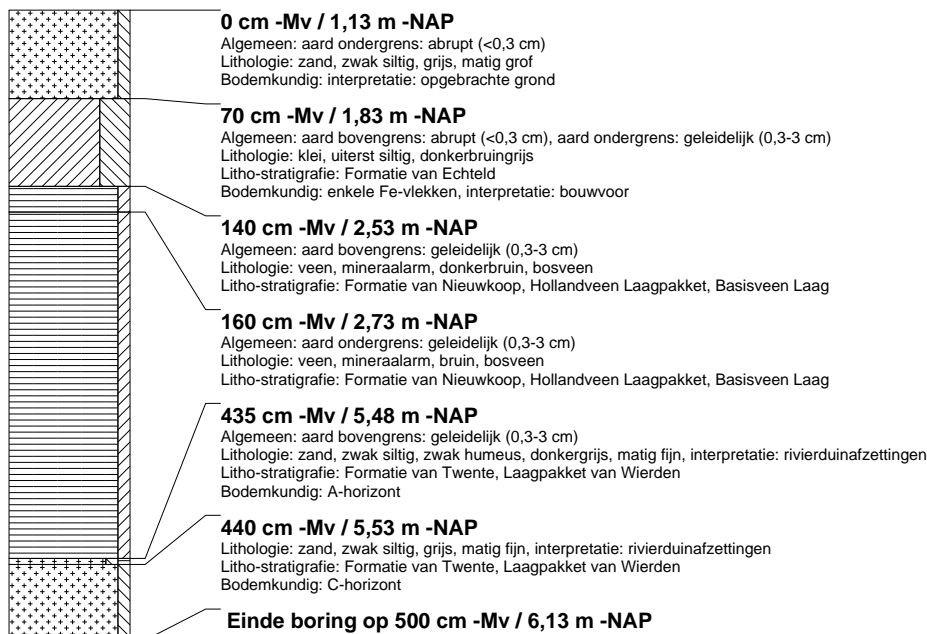 0 cm -Mv / 1,13 m -NAP
Algemeen: aard ondergrens: abrupt (<0,3 cm)
Lithologie: zand, zwak siltig, grijs, matig grof
Bodemkundig: interpretatie: opgebrachte grond
70 cm -Mv / 1,83 m -NAP
Algemeen: aard bovengrens: abrupt (<0,3 cm), aard ondergrens: geleidelijk (0,3-3 cm)
Lithologie: klei, uiterst siltig, donkerbruingrijs
Litho-stratigrafie: Formatie van Echteld
Bodemkundig: enkele Fe-vlekken, interpretatie: bouwvoor
140 cm -Mv / 2,53 m -NAP
Algemeen: aard bovengrens: geleidelijk (0,3-3 cm)
Lithologie: veen, mineraalarm, donkerbruin, bosveen
Litho-stratigrafie: Formatie van Nieuwkoop, Hollandveen Laagpakket, Basisveen Laag
160 cm -Mv / 2,73 m -NAP
Algemeen: aard ondergrens: geleidelijk (0,3-3 cm)
Lithologie: veen, mineraalarm, bruin, bosveen
Litho-stratigrafie: Formatie van Nieuwkoop, Hollandveen Laagpakket, Basisveen Laag
435 cm -Mv / 5,48 m -NAP
Algemeen: aard bovengrens: geleidelijk (0,3-3 cm)
Lithologie: zand, zwak siltig, zwak humeus, donkergrijs, matig fijn, interpretatie: rivierduinafzettingen
Litho-stratigrafie: Formatie van Twente, Laagpakket van Wierden
Bodemkundig: A-horizont
440 cm -Mv / 5,53 m -NAP
Lithologie: zand, zwak siltig, grijs, matig fijn, interpretatie: rivierduinafzettingen
Litho-stratigrafie: Formatie van Twente, Laagpakket van Wierden
Bodemkundig: C-horizont
Einde boring op 500 cm -Mv / 6,13 m -NAP